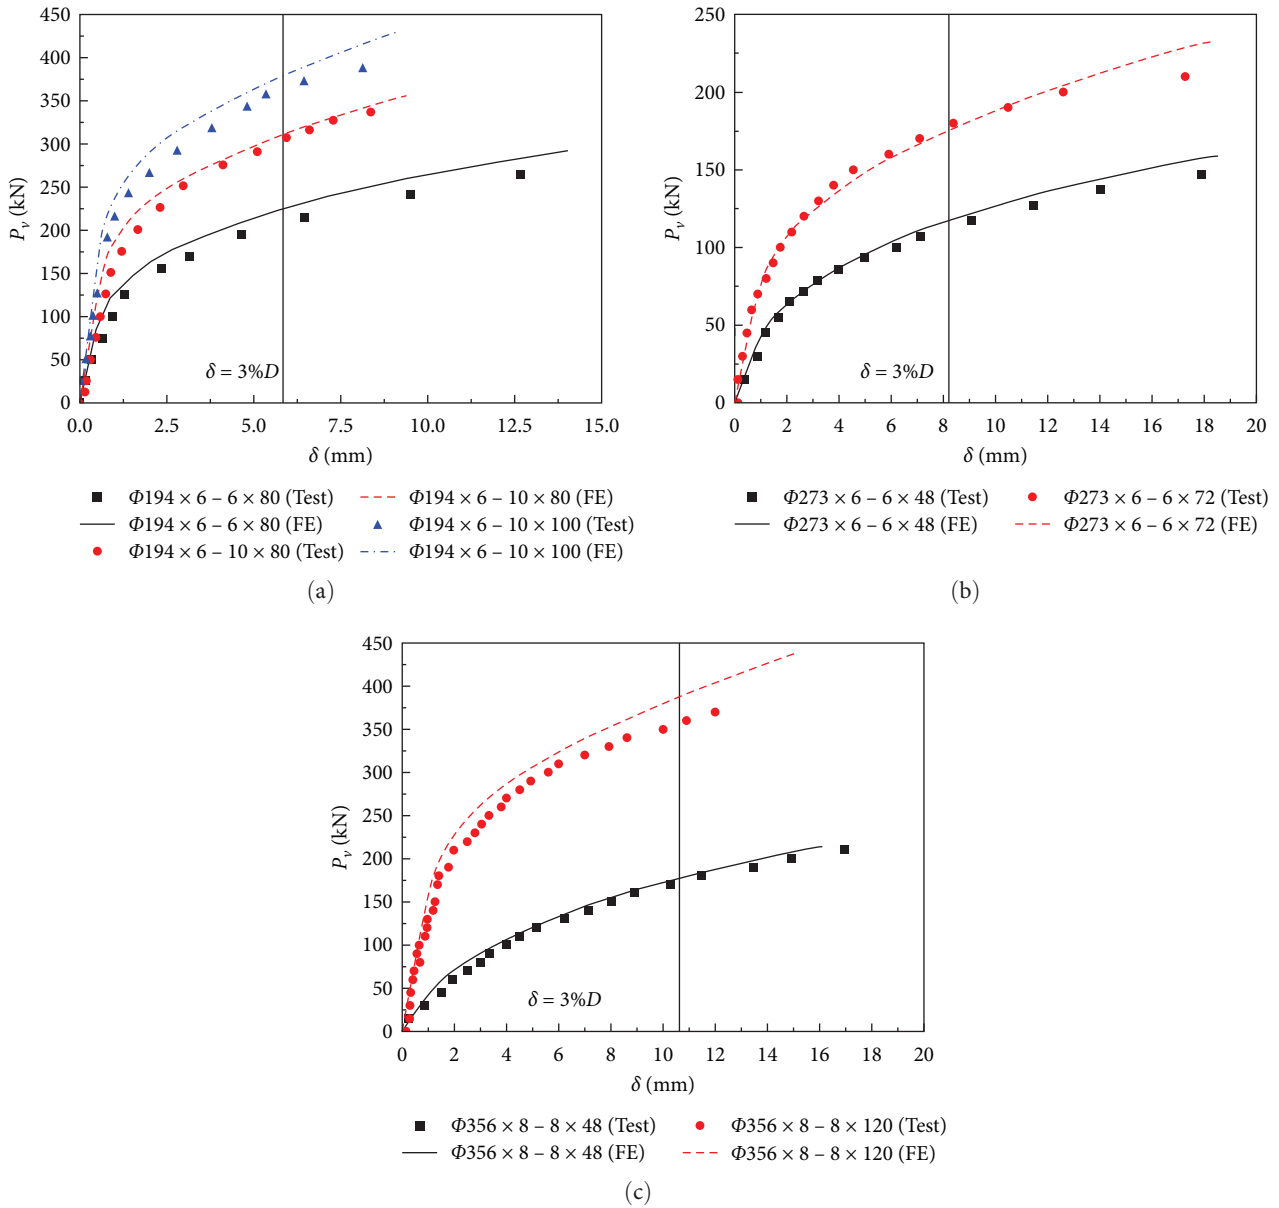 450
400
350
300
250
200
150
100
50
0
P_v (kN)
δ = 3%D
0.0 2.5 5.0 7.5 10.0 12.5 15.0
δ (mm)
Φ194 × 6 – 6 × 80 (Test)
Φ194 × 6 – 6 × 80 (FE)
Φ194 × 6 – 10 × 80 (Test)
Φ194 × 6 – 10 × 80 (FE)
Φ194 × 6 – 10 × 100 (Test)
Φ194 × 6 – 10 × 100 (FE)
(a)
250
200
150
100
50
0
P_v (kN)
δ = 3%D
0 2 4 6 8 10 12 14 16 18 20
δ (mm)
Φ273 × 6 – 6 × 48 (Test)
Φ273 × 6 – 6 × 48 (FE)
Φ273 × 6 – 6 × 72 (Test)
Φ273 × 6 – 6 × 72 (FE)
(b)
450
400
350
300
250
200
150
100
50
0
P_v (kN)
δ = 3%D
0 2 4 6 8 10 12 14 16 18 20
δ (mm)
Φ356 × 8 – 8 × 48 (Test)
Φ356 × 8 – 8 × 48 (FE)
Φ356 × 8 – 8 × 120 (Test)
Φ356 × 8 – 8 × 120 (FE)
(c)